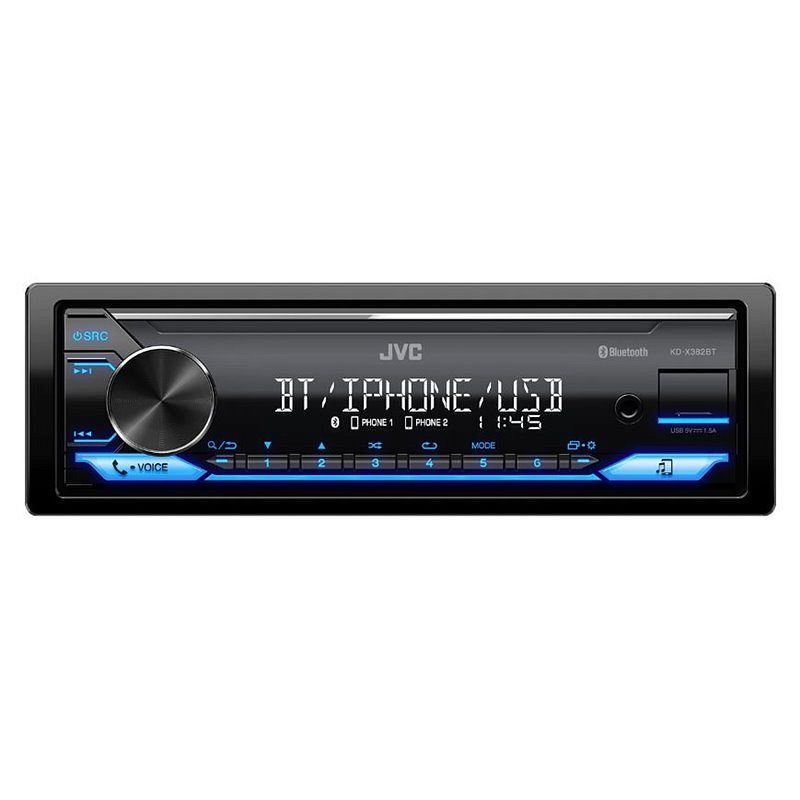 SRC
JVC
Bluetooth
KD-X382BT
BT/IPHONE/USB
PHONE 1 PHONE 2 11:45
USB 5V 1.5A
MODE
VOICE
1 2 3 4 5 6